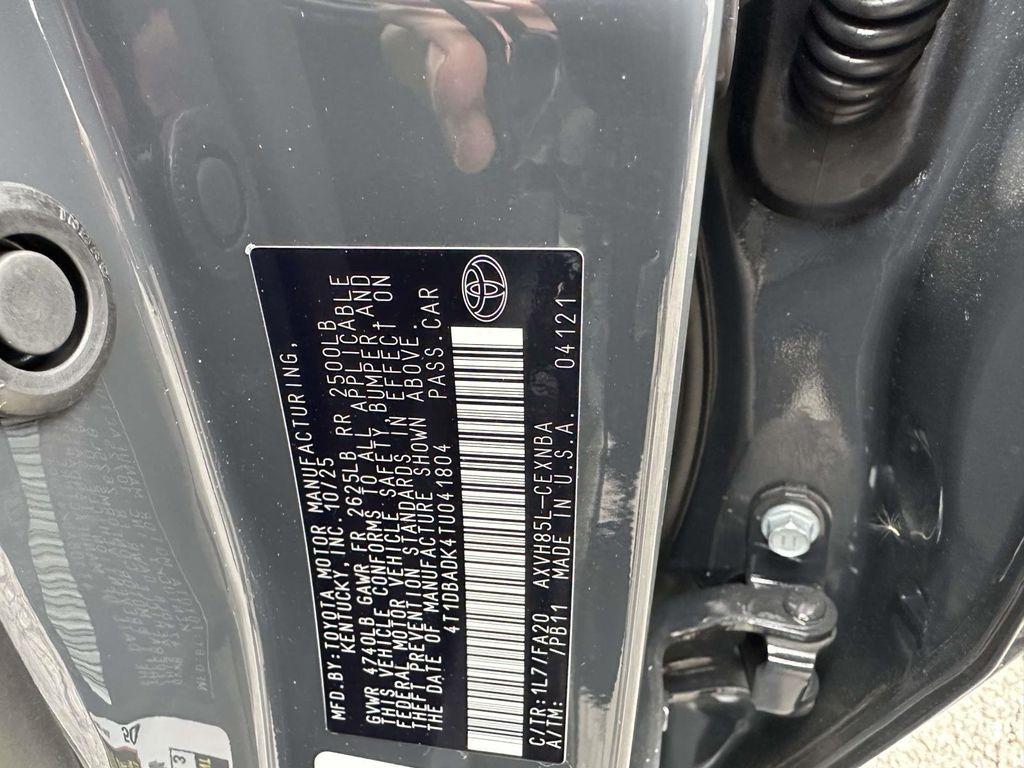 MFD.BY:TOYOTA MOTOR MANUFACTURING,
KENTUCKY, INC. 10/25
GVWR 4740LB GAWR FR 2625LB RR 2500LB
THIS VEHICLE CONFORMS TO ALL APPLICABLE
FEDERAL MOTOR VEHICLE SAFETY, BUMPER, AND
THEFT PREVENTION STANDARDS IN EFFECT ON
THE DATE OF MANUFACTURE SHOWN ABOVE.
4T1DBADK4TU041804 PASS.CAR
C/TR:1L7/FA20 AXVH85L-CEXNBA 04121
A/TM: /PB11 MADE IN U.S.A.